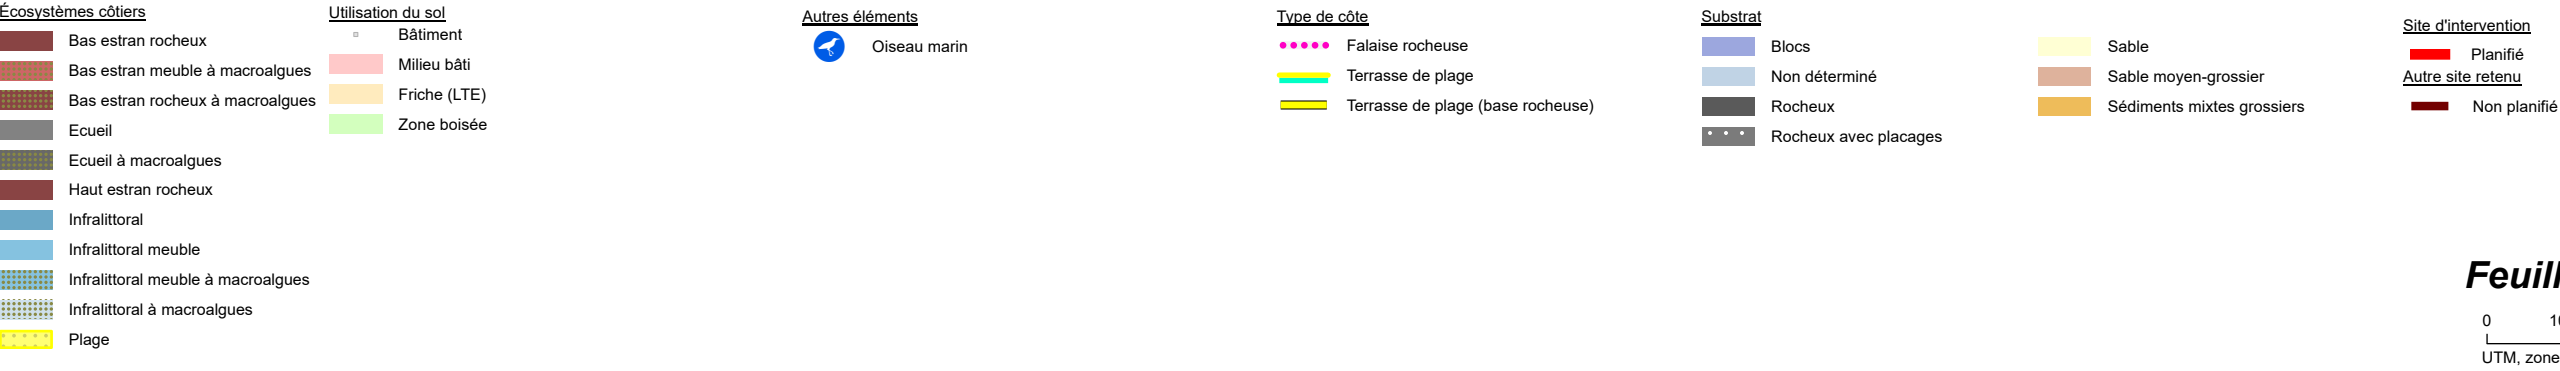 Écosystèmes côtiers
Bas estran rocheux
Bas estran meuble à macroalgues
Bas estran rocheux à macroalgues
Ecueil
Ecueil à macroalgues
Haut estran rocheux
Infralittoral
Infralittoral meuble
Infralittoral meuble à macroalgues
Infralittoral à macroalgues
Plage
Utilisation du sol
Bâtiment
Milieu bâti
Friche (LTE)
Zone boisée
Autres éléments
Oiseau marin
Type de côte
Falaise rocheuse
Terrasse de plage
Terrasse de plage (base rocheuse)
Substrat
Blocs
Non déterminé
Rocheux
Rocheux avec placages
Sable
Sable moyen-grossier
Sédiments mixtes grossiers
Site d'intervention
Planifié
Autre site retenu
Non planifié
0
UTM, zone